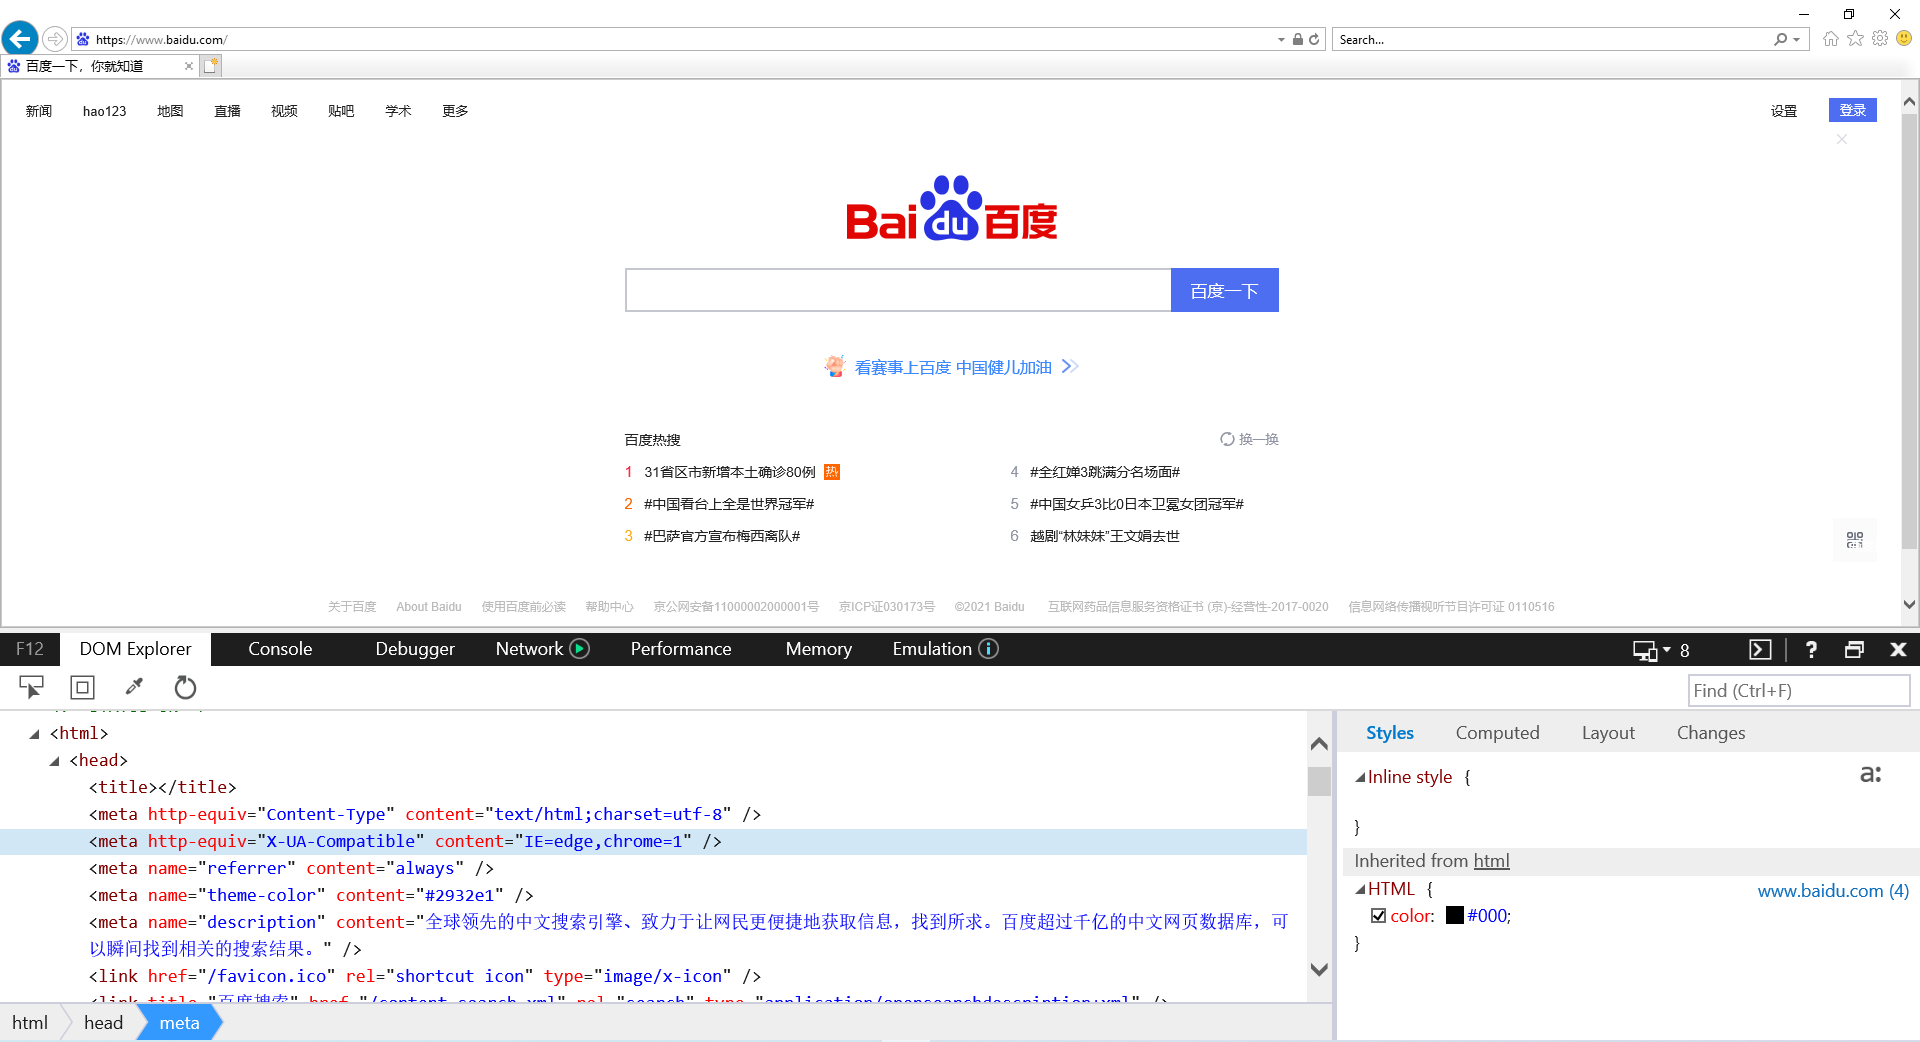 https://www.baidu.com/
Search...
百度一下，你就知道
新闻 hao123 地图 直播 视频 贴吧 学术 更多 设置 登录
Bai du 百度
百度一下
看赛事上百度 中国健儿加油
百度热搜 换一换
1 31省区市新增本土确诊80例 热
4 #全红婵3跳满分名场面#
2 #中国看台上全是世界冠军#
5 #中国女乒3比0日本卫冕女团冠军#
3 #巴萨官方宣布梅西离队#
6 越剧“林妹妹”王文娟去世
关于百度 About Baidu 使用百度前必读 帮助中心 京公网安备11000002000001号 京ICP证030173号 ©2021 Baidu 互联网药品信息服务资格证书 (京)-经营性-2017-0020 信息网络传播视听节目许可证 0110516
F12 DOM Explorer Console Debugger Network Performance Memory Emulation 8 ?
Find (Ctrl+F)
<html>
<head>
<title></title>
<meta http-equiv="Content-Type" content="text/html;charset=utf-8" />
<meta http-equiv="X-UA-Compatible" content="IE=edge,chrome=1" />
<meta name="referrer" content="always" />
<meta name="theme-color" content="#2932e1" />
<meta name="description" content="全球领先的中文搜索引擎、致力于让网民更便捷地获取信息，找到所求。百度超过千亿的中文网页数据库，可
以瞬间找到相关的搜索结果。" />
<link href="/favicon.ico" rel="shortcut icon" type="image/x-icon" />
<link title="百度搜索" href="/content-search.xml" rel="search" type="application/opensearchdescription+xml" />
html head meta
Styles Computed Layout Changes
Inline style {
a:
}
Inherited from html
HTML { www.baidu.com (4)
color: #000;
}